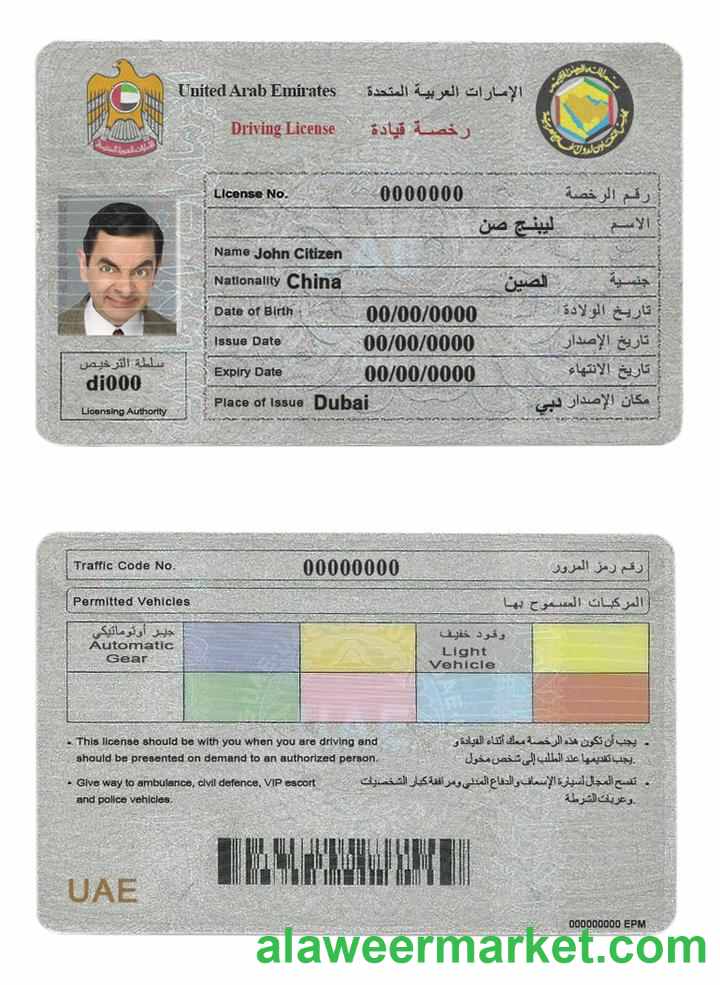 United Arab Emirates الإمارات العربية المتحدة
Driving License رخصة قيادة
License No. 0000000 رقم الرخصة
ليبنج صن الاسم
Name John Citizen
Nationality China الصين جنسية
Date of Birth 00/00/0000 تاريخ الولادة
Issue Date 00/00/0000 تاريخ الإصدار
Expiry Date 00/00/0000 تاريخ الانتهاء
Place of Issue Dubai دبي مكان الإصدار
سلطة الترخيص
di000
Licensing Authority
Traffic Code No. 00000000 رقم رمز المرور
Permitted Vehicles المركبات المسموح بها
جير أوتوماتيكي
Automatic
Gear
وقود خفيف
Light
Vehicle
UAE
This license should be with you when you are driving and
should be presented on demand to an authorized person.
يجب أن تكون هذه الرخصة معك أثناء القيادة و
يجب تقديمها عند الطلب إلى شخص مخول.
Give way to ambulance, civil defence, VIP escort
and police vehicles.
تفسح المجال لسيارة الإسعاف والدفاع المدني ومرافقة كبار الشخصيات
وعربات الشرطة.
UAE
000000000 EPM
alaweermarket.com